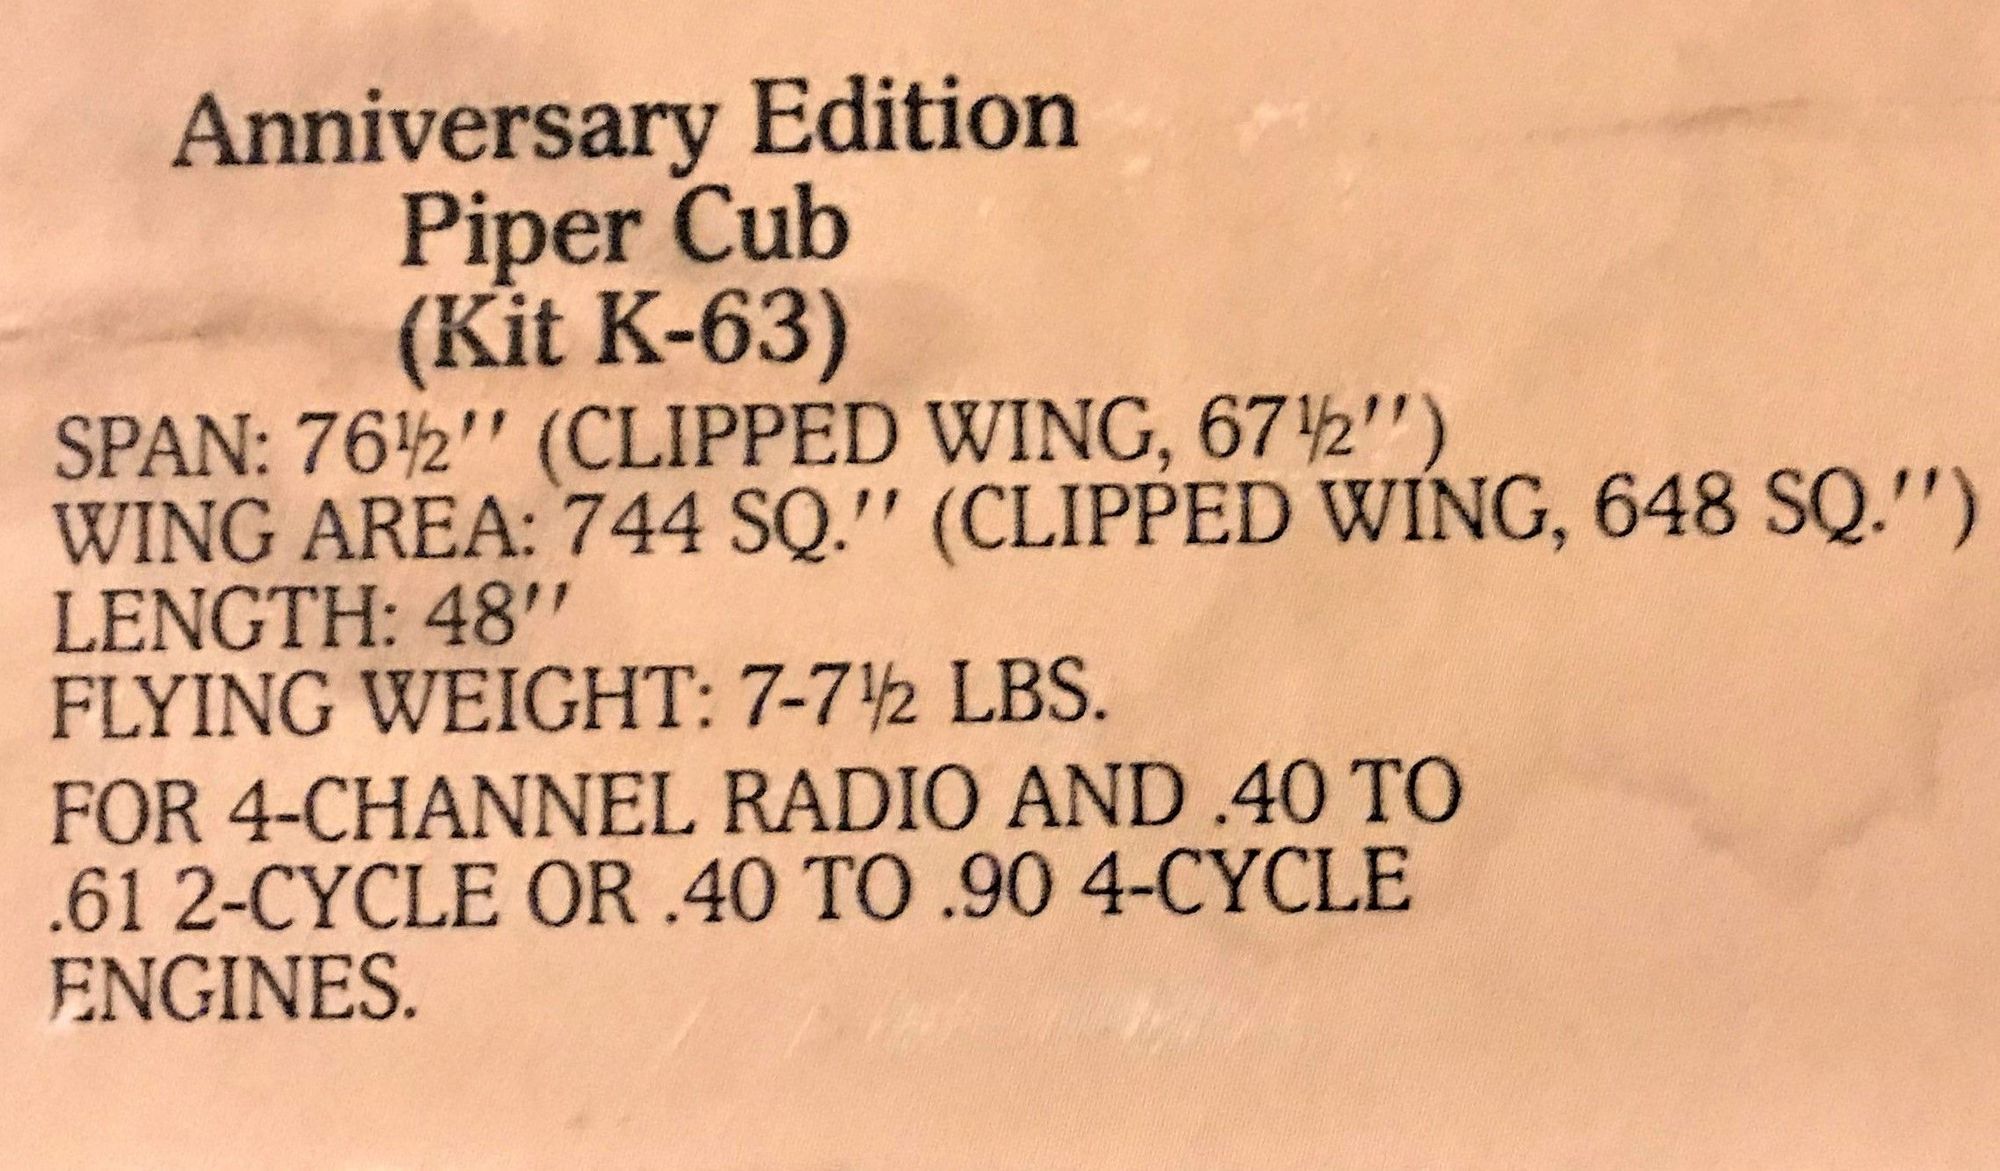 Anniversary Edition
Piper Cub
(Kit K-63)
SPAN: 76½'' (CLIPPED WING, 67½'')
WING AREA: 744 SQ.'' (CLIPPED WING, 648 SQ.'')
LENGTH: 48''
FLYING WEIGHT: 7-7½ LBS.
FOR 4-CHANNEL RADIO AND .40 TO
.61 2-CYCLE OR .40 TO .90 4-CYCLE
ENGINES.